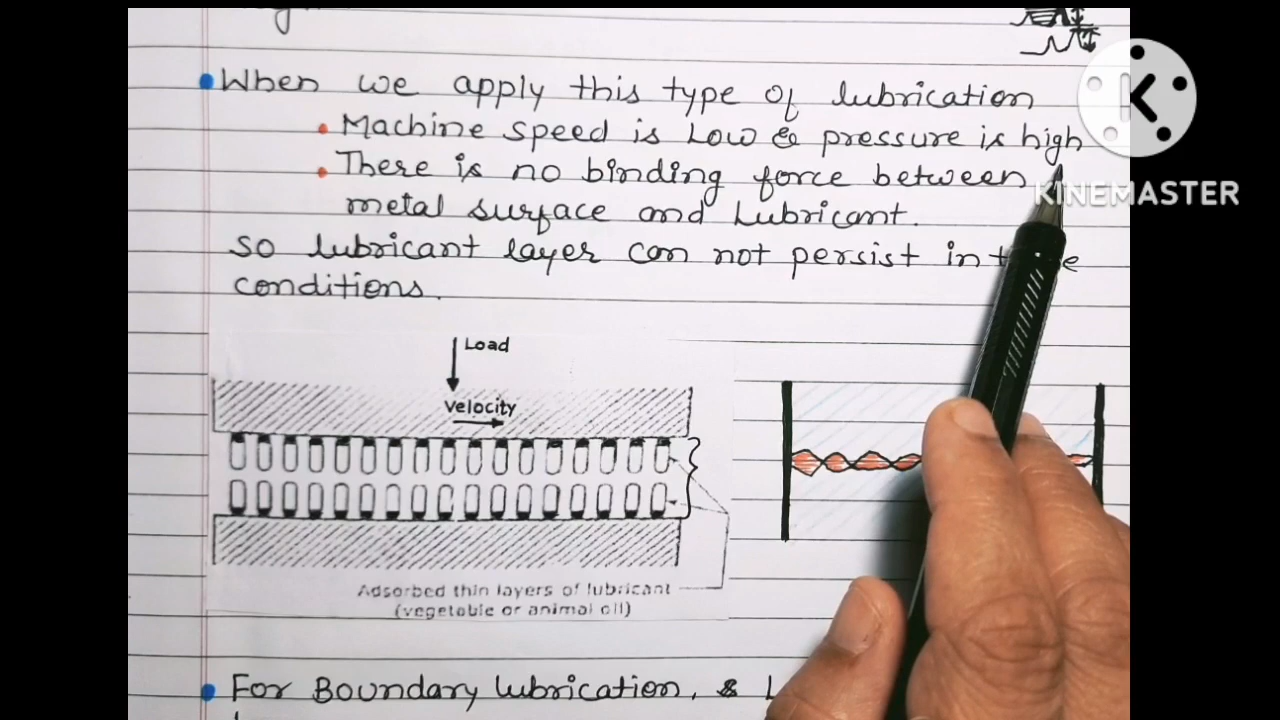 When we apply this type of lubrication
Machine speed is Low & pressure is high
There is no binding force between
metal surface and Lubricant.
so lubricant layer can not persist in
conditions.
Load
Velocity
Adsorbed thin layers of lubricant
(vegetable or animal oil)
For Boundary lubrication,
KINEMASTER